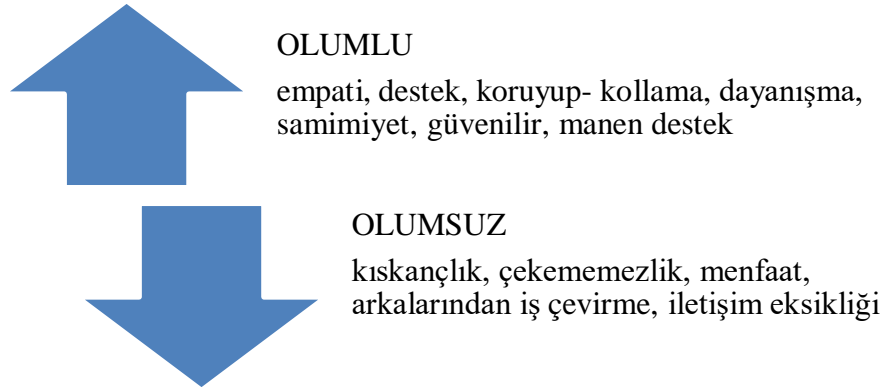 OLUMLU
empati, destek, koruyup- kollama, dayanışma,
samimiyet, güvenilir, manen destek
OLUMSUZ
kıskançlık, çekememezlik, menfaat,
arkalarından iş çevirme, iletişim eksikliği